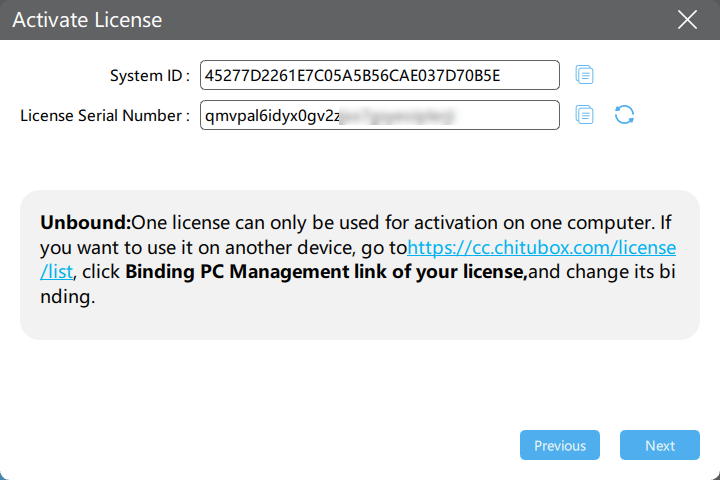 Activate License
System ID : 45277D2261E7C05A5B56CAE037D70B5E
License Serial Number : qmvpal6idyx0gv2z
Unbound:One license can only be used for activation on one computer. If
you want to use it on another device, go tohttps://cc.chitubox.com/license
/list, click Binding PC Management link of your license,and change its bi
nding.
Previous Next